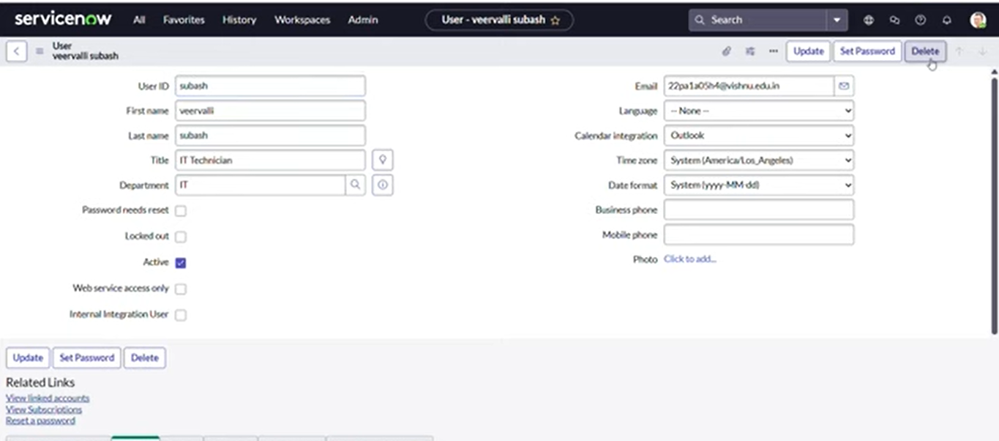 servicenow All Favorites History Workspaces Admin User - veervalli subash Search
User
veervalli subash
Update Set Password Delete
User ID subash
First name veervalli
Last name subash
Title IT Technician
Department IT
Password needs reset
Locked out
Active
Web service access only
Internal Integration User
Email 22pa1a05h4@vishnu.edu.in
Language -- None --
Calendar integration Outlook
Time zone System (America/Los_Angeles)
Date format System (yyyy-MM-dd)
Business phone
Mobile phone
Photo Click to add...
Update Set Password Delete
Related Links
View linked accounts
View Subscriptions
Reset a password